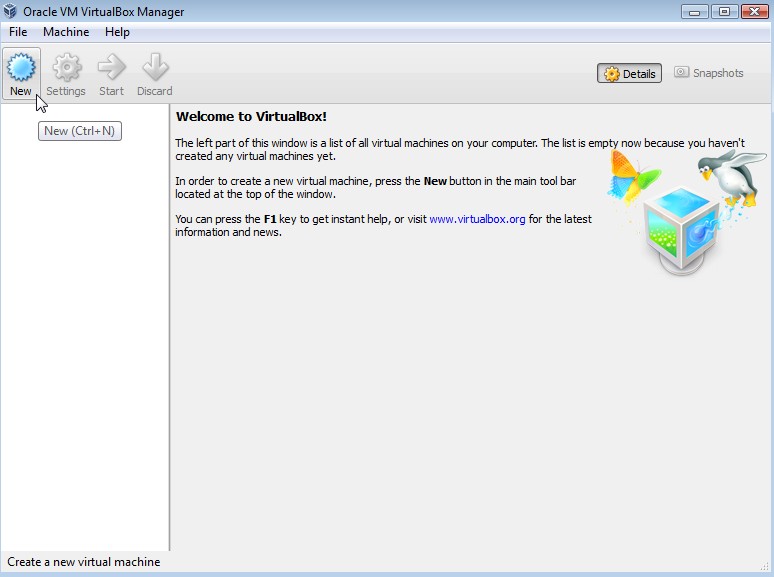 Oracle VM VirtualBox Manager
File Machine Help
New Settings Start Discard
Details Snapshots
New (Ctrl+N)
Welcome to VirtualBox!
The left part of this window is a list of all virtual machines on your computer. The list is empty now because you haven't
created any virtual machines yet.
In order to create a new virtual machine, press the New button in the main tool bar
located at the top of the window.
You can press the F1 key to get instant help, or visit www.virtualbox.org for the latest
information and news.
Create a new virtual machine